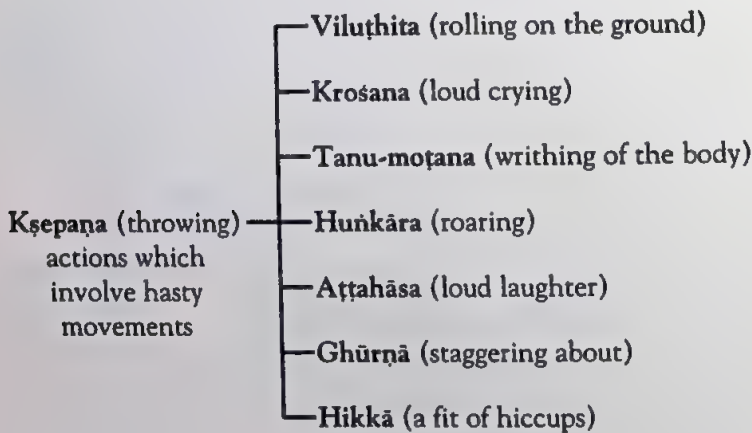 Viluṭhita (rolling on the ground)
Krośana (loud crying)
Tanu-moṭana (writhing of the body)
Kṣepaṇa (throwing)
actions which
involve hasty
movements
Huṅkāra (roaring)
Aṭṭahāsa (loud laughter)
Ghūrṇā (staggering about)
Hikkā (a fit of hiccups)